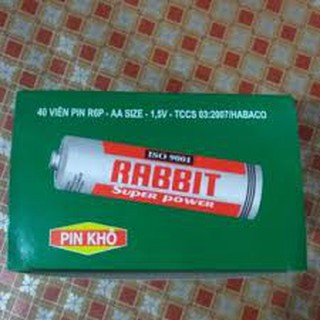 40 VIÊN PIN R6P - AA SIZE - 1,5V - TCCS 03:2007/HABACO
ISO 9001
RABBIT
SUPER POWER
PIN KHÔ